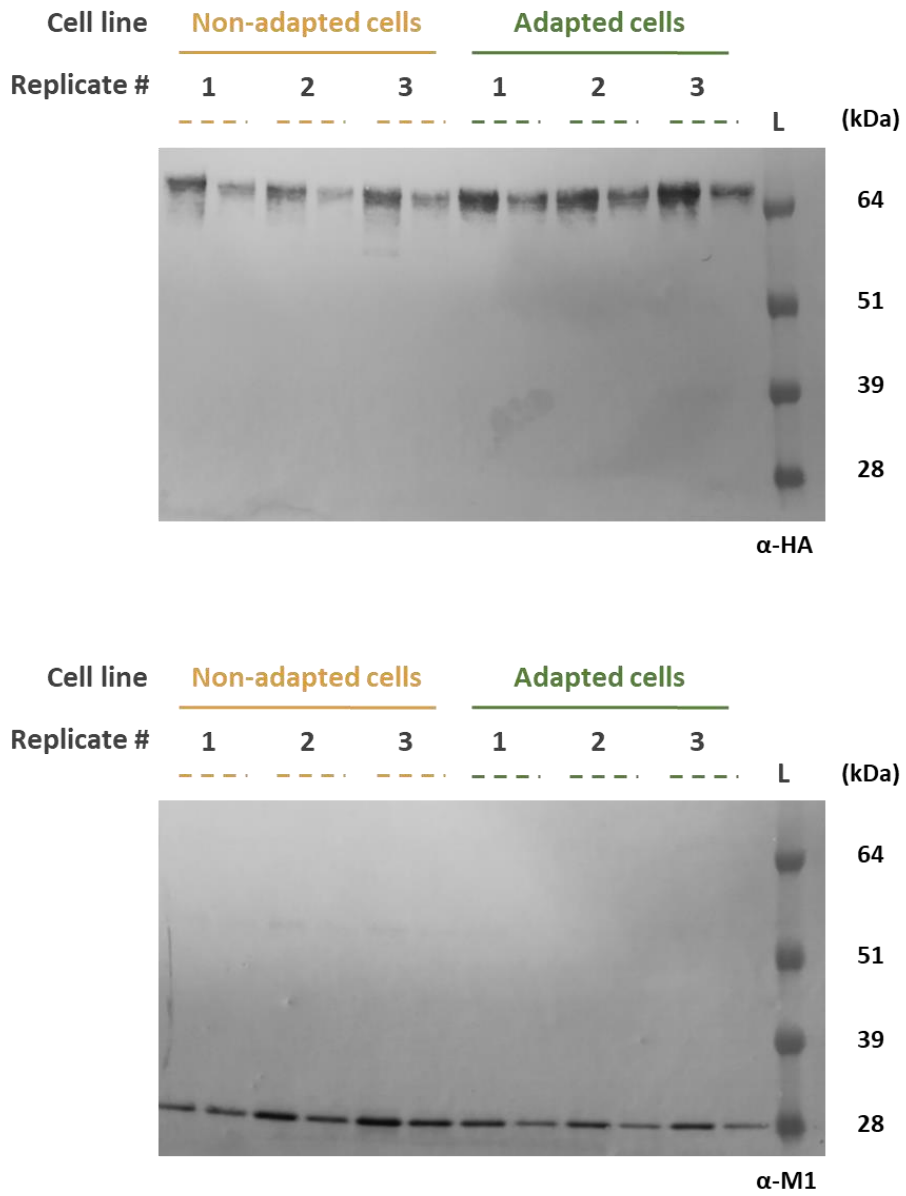 Cell line Non-adapted cells Adapted cells
Replicate # 1 2 3 1 2 3
L (kDa)
64
51
39
28
α-HA
Cell line Non-adapted cells Adapted cells
Replicate # 1 2 3 1 2 3
L (kDa)
64
51
39
28
α-M1